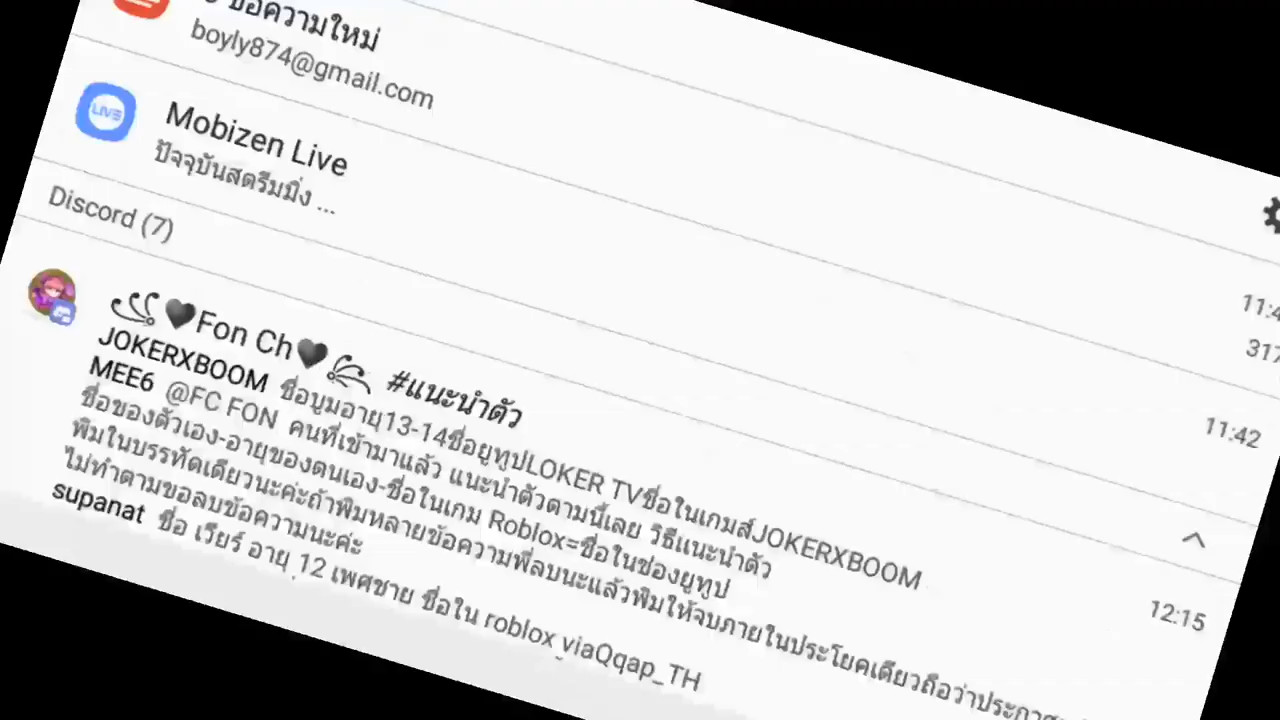 ข้อความใหม่
boyly874@gmail.com
LIVE
Mobizen Live
ปัจจุบันสตรีมมิ่ง ...
Discord (7)
11:4
317
11:42
🖤Fon Ch🖤 #แนะนำตัว
JOKERXBOOM ชื่อบูมอายุ13-14ชื่อยูทูปLOKER TVชื่อในเกมส์JOKERXBOOM
MEE6 @FC FON คนที่เข้ามาแล้ว แนะนำตัวตามนี้เลย วิธีแนะนำตัว
ชื่อของตัวเอง-อายุของตนเอง-ชื่อในเกม Roblox=ชื่อในช่องยูทูป
พิมในบรรทัดเดียวนะค่ะถ้าพิมหลายข้อความพี่ลบนะแล้วพิมให้จบภายในประโยคเดียวถือว่าประกาศ
ไม่ทำตามขอลบข้อความนะค่ะ
supanat ชื่อ เวียร์ อายุ 12 เพศชาย ชื่อใน roblox viaQqap_TH
12:15